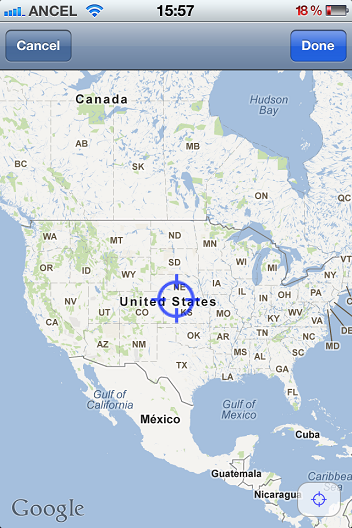 ANCEL 15:57 18 %
Cancel Done
Canada
Hudson Bay
AB
BC
SK
MB
ON
QC
WA
MT
ND
MN
OR
ID
WY
SD
WI
MI
NY
VT
NV
UT
CO
NE
IA
IL
IN
OH
PA
United States
CA
KS
MO
KY
WV
VA
MD
DE
AZ
NM
OK
AR
TN
NC
TX
LA
MS
AL
GA
SC
FL
Gulf of California
Gulf of Mexico
México
Cuba
Guatemala
Nicaragua
Caribbean
Google